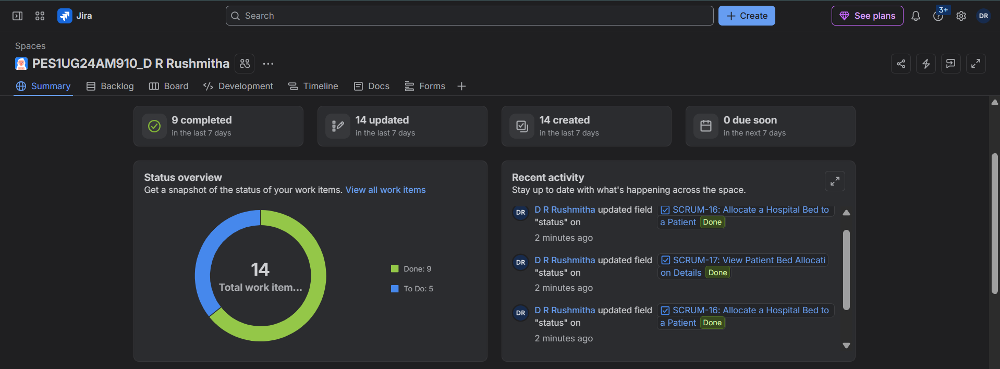 Jira
Search
Create
See plans
3+
DR
Spaces
PES1UG24AM910_D R Rushmitha
Summary
Backlog
Board
Development
Timeline
Docs
Forms
9 completed
in the last 7 days
14 updated
in the last 7 days
14 created
in the last 7 days
0 due soon
in the next 7 days
Status overview
Get a snapshot of the status of your work items. View all work items
14
Total work item...
Done: 9
To Do: 5
Recent activity
Stay up to date with what's happening across the space.
DR
D R Rushmitha updated field "status" on
SCRUM-16: Allocate a Hospital Bed to
a Patient Done
2 minutes ago
DR
D R Rushmitha updated field "status" on
SCRUM-17: View Patient Bed Allocati
on Details Done
2 minutes ago
DR
D R Rushmitha updated field "status" on
SCRUM-16: Allocate a Hospital Bed to
a Patient Done
2 minutes ago